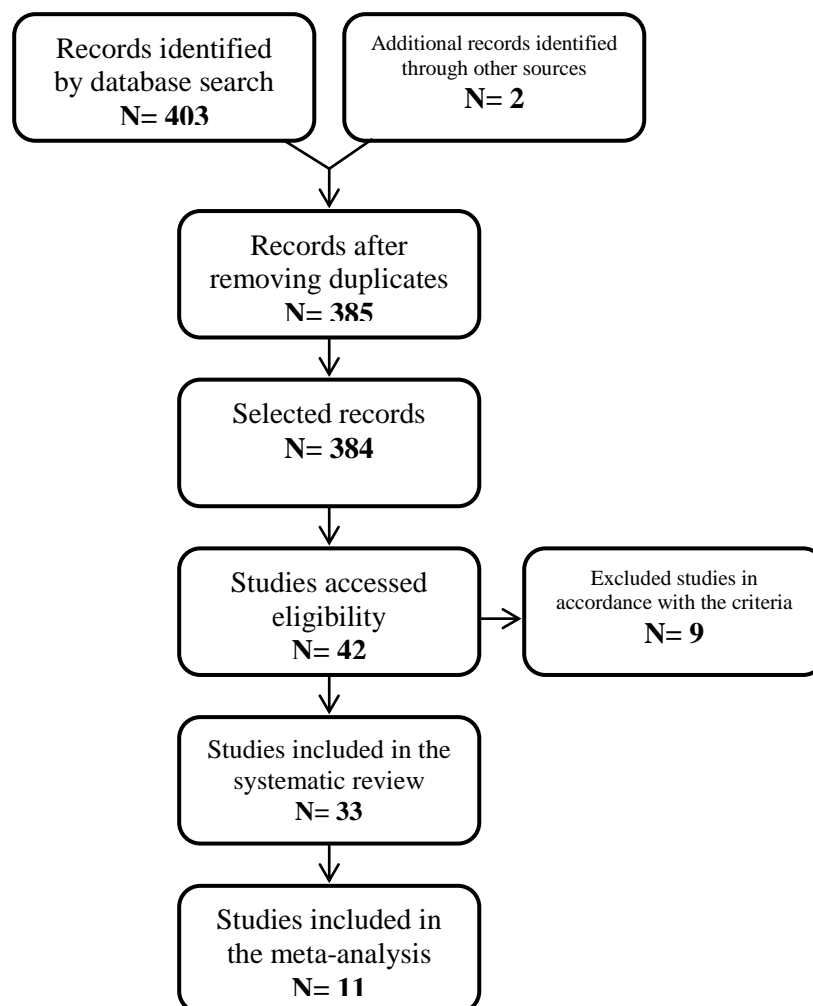 Records identified
by database search
N= 403
Additional records identified
through other sources
N= 2
Records after
removing duplicates
N= 385
Selected records
N= 384
Studies accessed
eligibility
N= 42
Excluded studies in
accordance with the criteria
N= 9
Studies included in the
systematic review
N= 33
Studies included in
the meta-analysis
N= 11